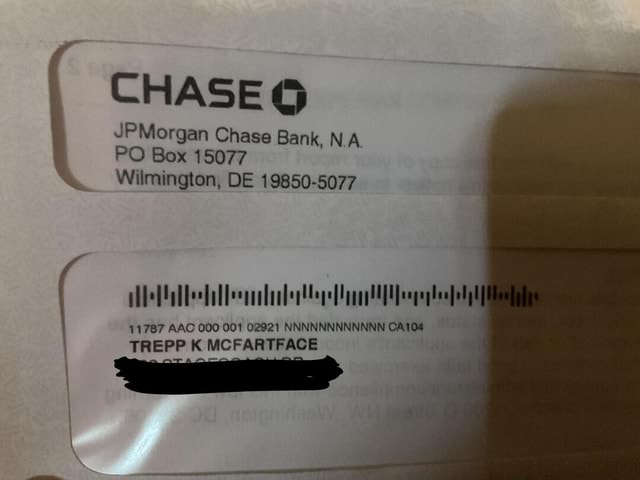 CHASE
JPMorgan Chase Bank, N.A.
PO Box 15077
Wilmington, DE 19850-5077
11787 AAC 000 001 02921 NNNNNNNNNNNN CA104
TREPP K MCFARTFACE